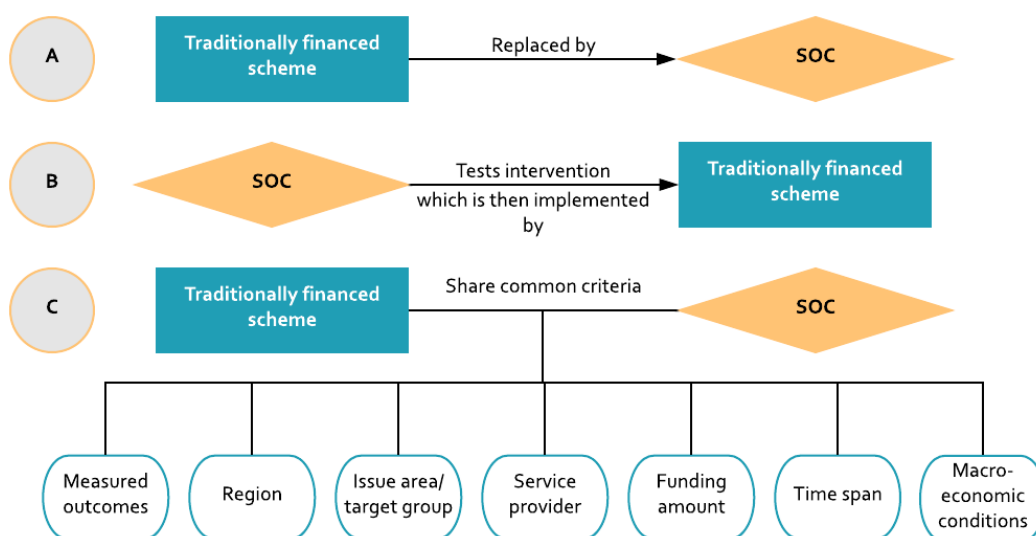 A
Traditionally financed
scheme
Replaced by
SOC
B
SOC
Tests intervention
which is then implemented
by
Traditionally financed
scheme
C
Traditionally financed
scheme
Share common criteria
SOC
Measured
outcomes
Region
Issue area/
target group
Service
provider
Funding
amount
Time span
Macro-
economic
conditions